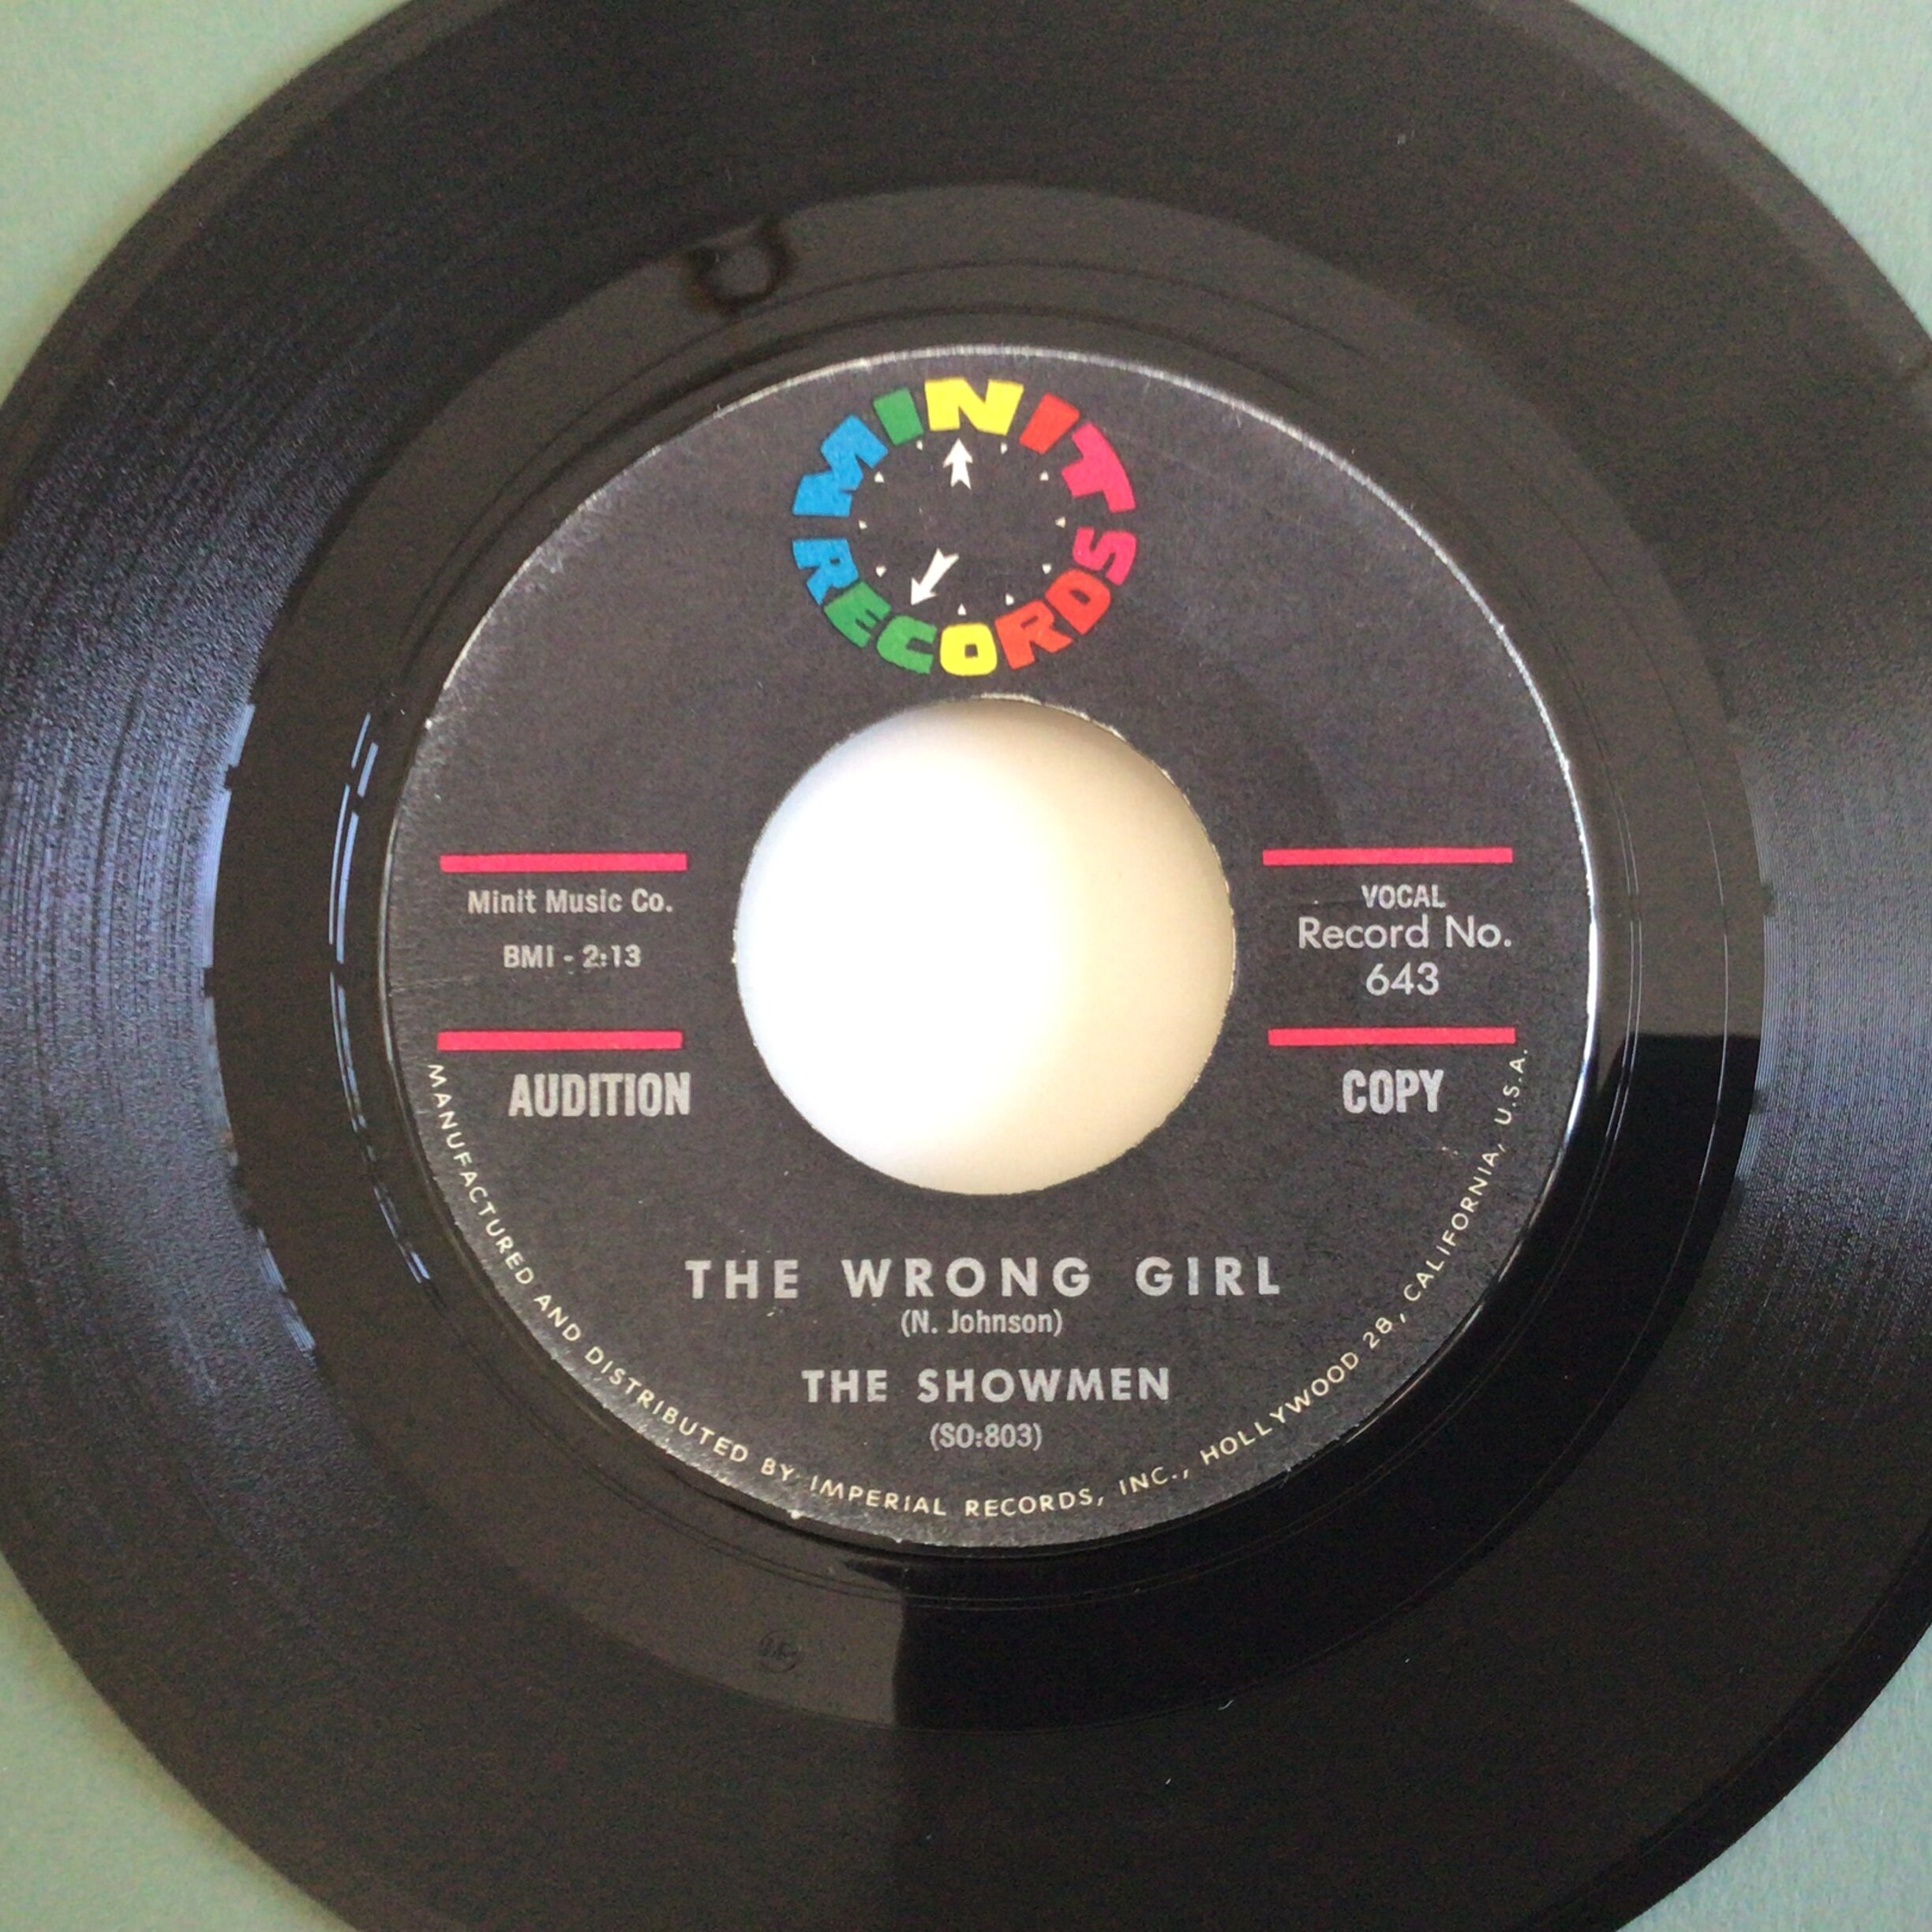 MINIT
RECORDS
Minit Music Co.
BMI - 2:13
VOCAL
Record No.
643
AUDITION
COPY
THE WRONG GIRL
(N. Johnson)
THE SHOWMEN
(SO:803)
MANUFACTURED AND DISTRIBUTED BY IMPERIAL RECORDS, INC., HOLLYWOOD 28, CALIFORNIA, U.S.A.